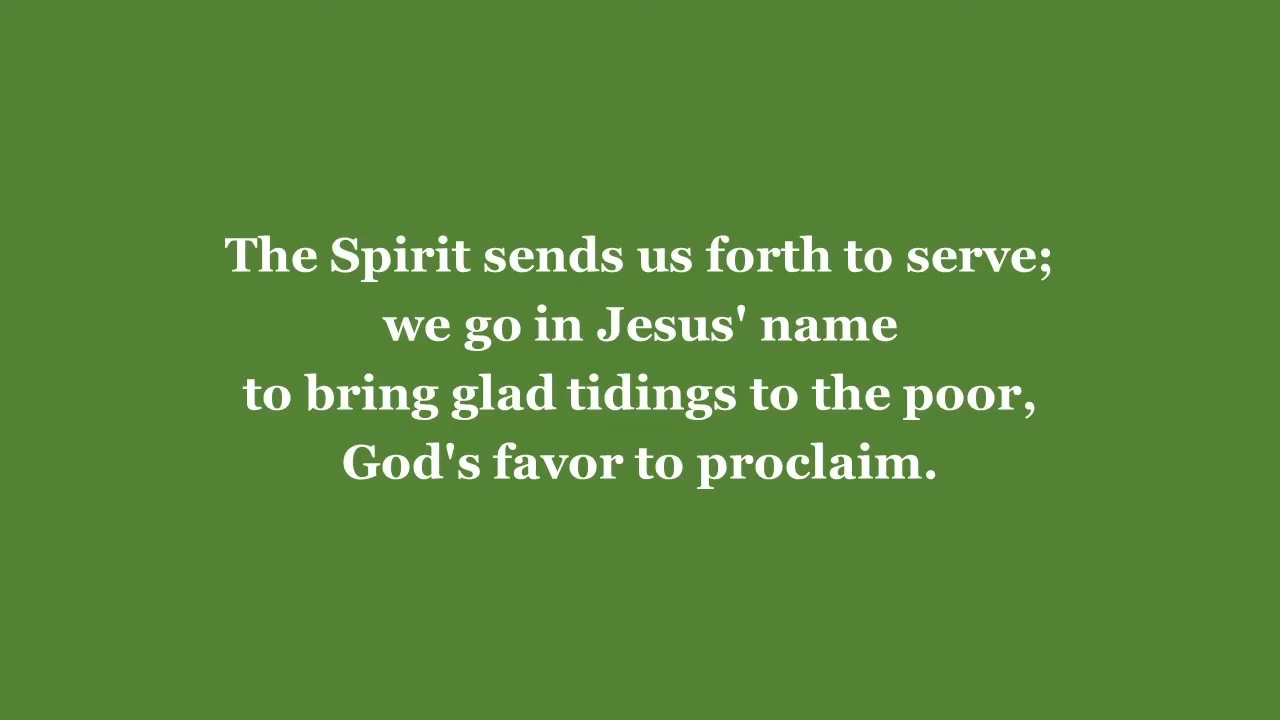 The Spirit sends us forth to serve;
we go in Jesus' name
to bring glad tidings to the poor,
God's favor to proclaim.